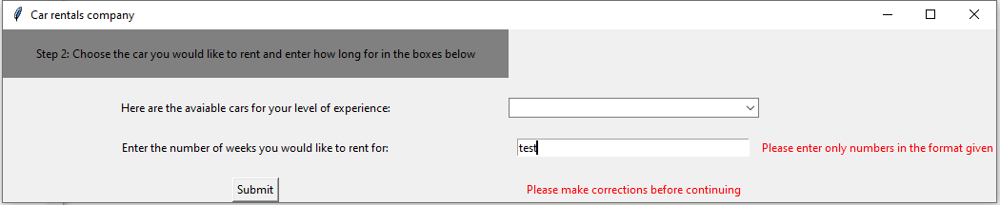 Car rentals company
Step 2: Choose the car you would like to rent and enter how long for in the boxes below
Here are the avaiable cars for your level of experience:
Enter the number of weeks you would like to rent for: test Please enter only numbers in the format given
Submit Please make corrections before continuing